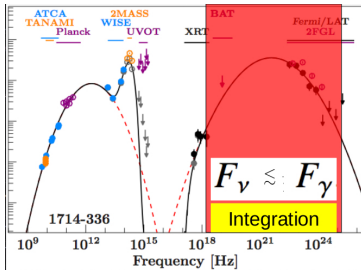 ATCA 2MASS BAT Fermi/LAT
TANAMI WISE 2FGL
Planck UVOT XRT
F_ν ≲ F_γ
Integration
1714-336
10^9 10^12 10^15 10^18 10^21 10^24
Frequency [Hz]